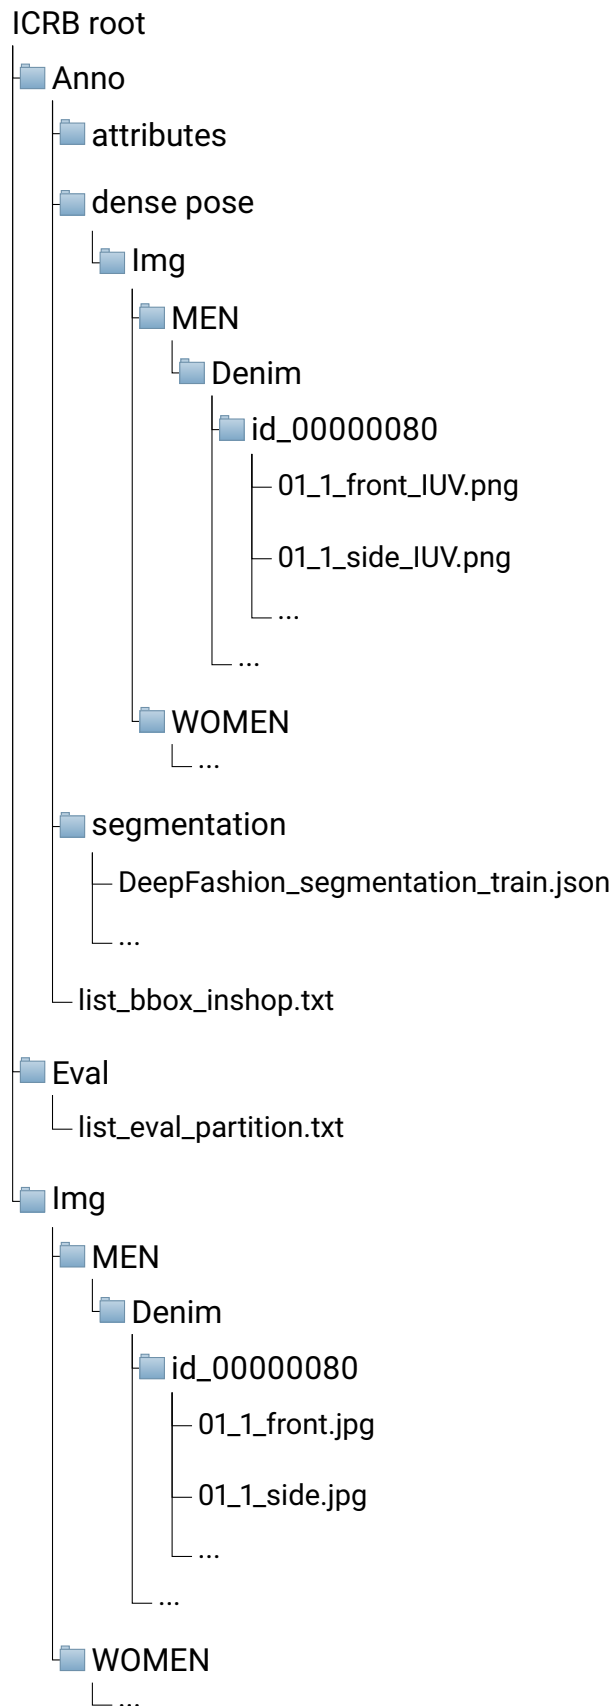 ICRB root
Anno
attributes
dense pose
Img
MEN
Denim
id_00000080
01_1_front_IUV.png
01_1_side_IUV.png
...
...
WOMEN
...
segmentation
DeepFashion_segmentation_train.json
...
list_bbox_inshop.txt
Eval
list_eval_partition.txt
Img
MEN
Denim
id_00000080
01_1_front.jpg
01_1_side.jpg
...
...
WOMEN
...